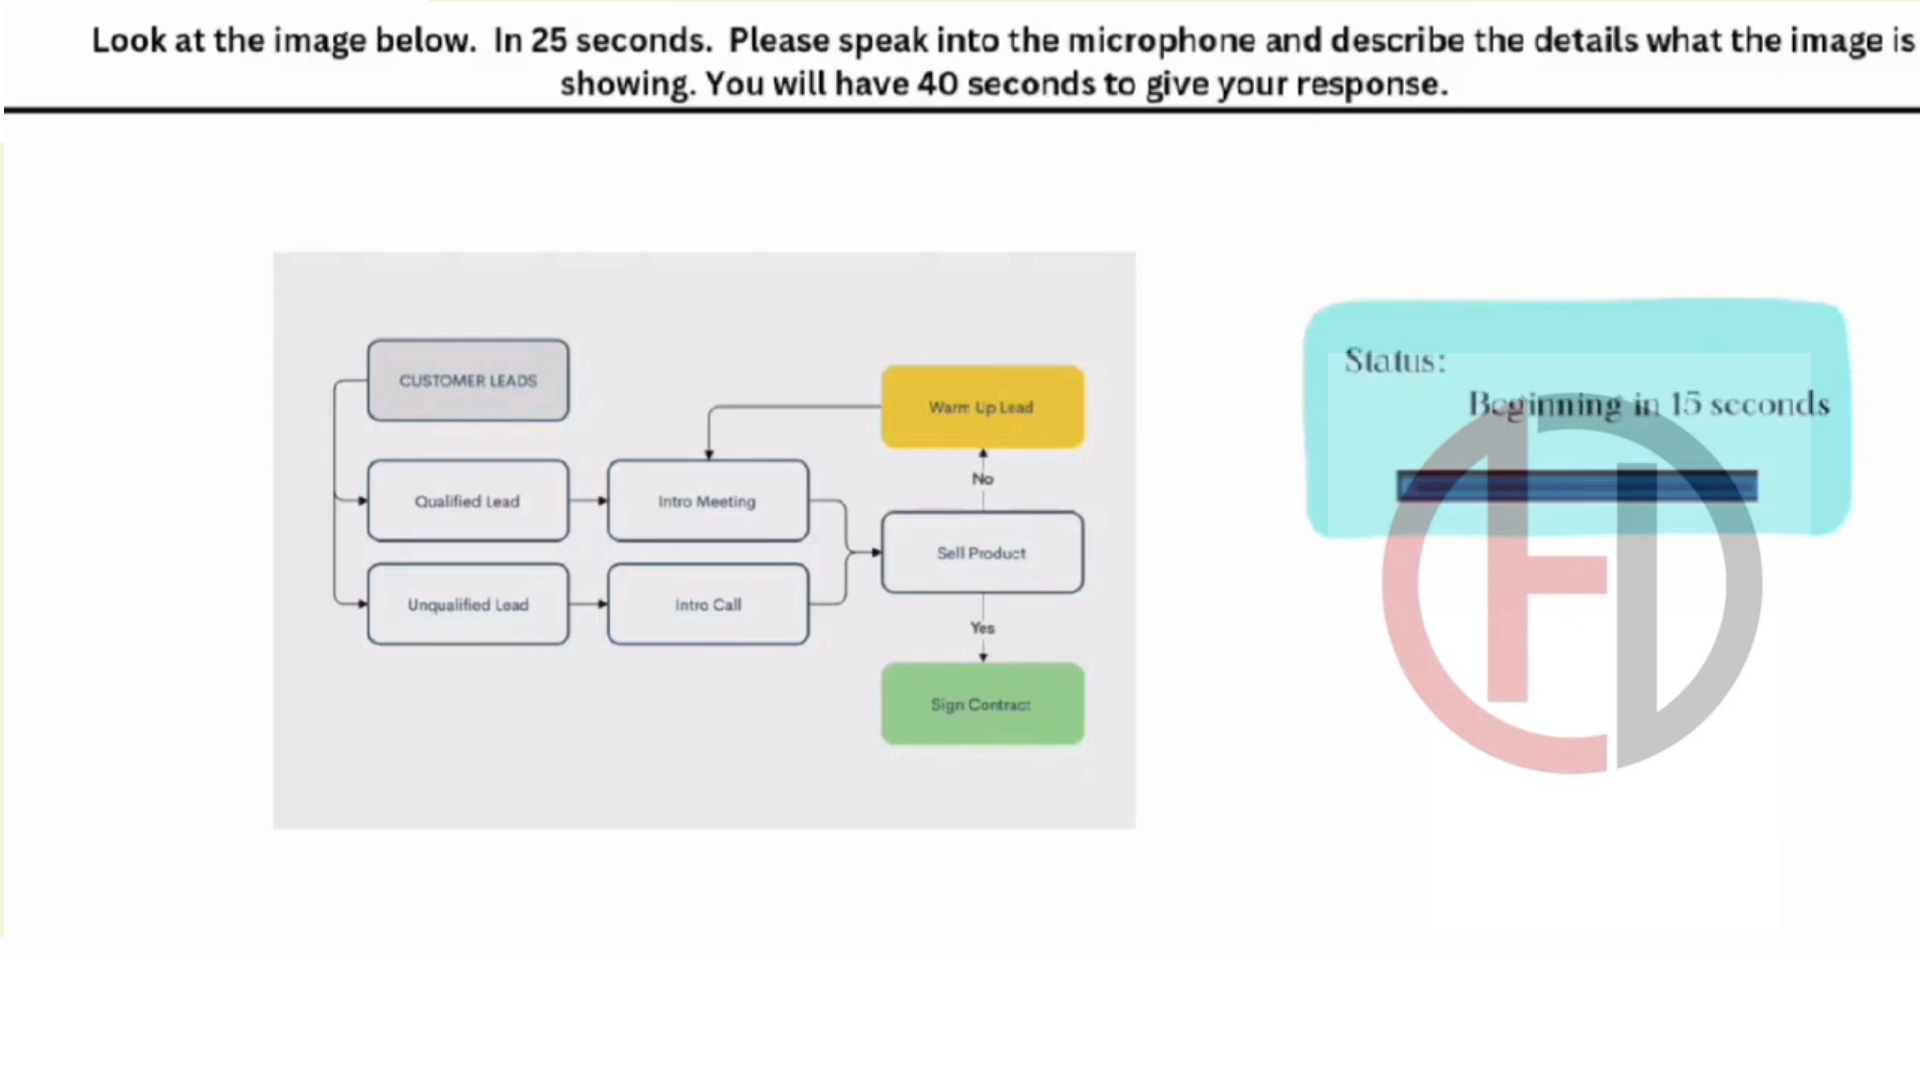 Look at the image below. In 25 seconds. Please speak into the microphone and describe the details what the image is
showing. You will have 40 seconds to give your response.
CUSTOMER LEADS
Qualified Lead
Unqualified Lead
Intro Meeting
Intro Call
Warm Up Lead
No
Sell Product
Yes
Sign Contract
Status:
Beginning in 15 seconds